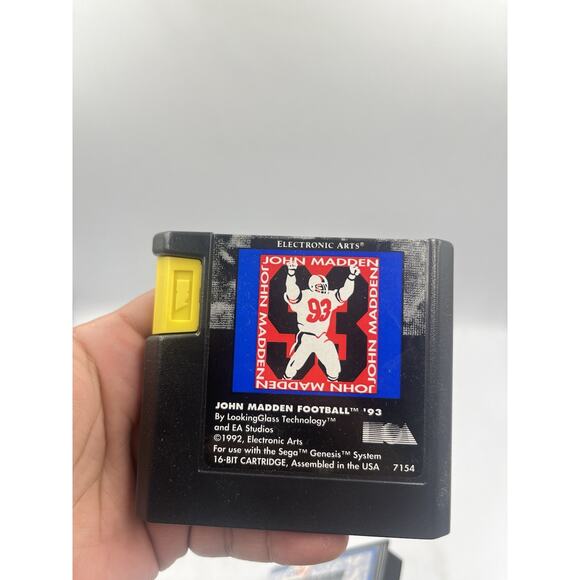 ELECTRONIC ARTS®
JOHN MADDEN
JOHN MADDEN
JOHN MADDEN
JOHN MADDEN
93
93
JOHN MADDEN FOOTBALL™ '93
By LookingGlass Technology™
and EA Studios
©1992, Electronic Arts
For use with the Sega™ Genesis™ System
16-BIT CARTRIDGE, Assembled in the USA 7154
EA